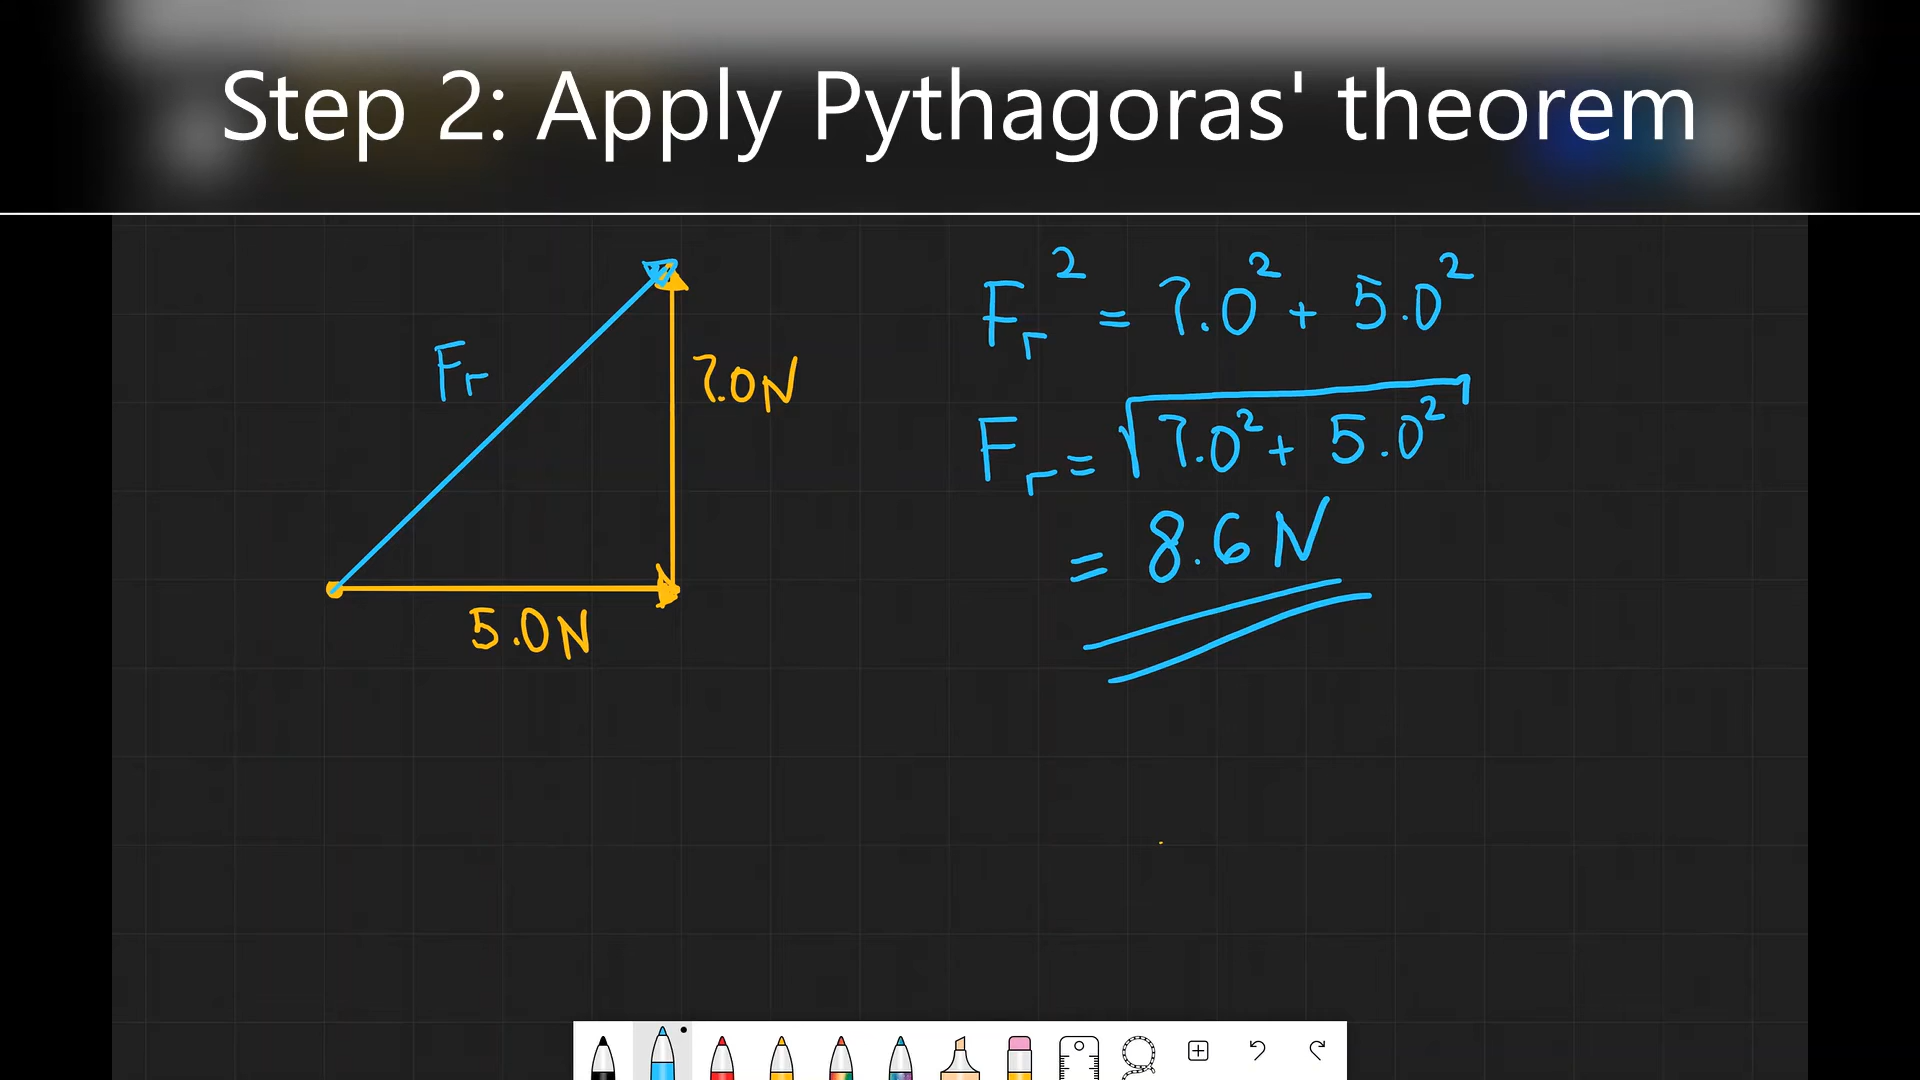 Step 2: Apply Pythagoras' theorem
Fr
7.0N
5.0N
Fr² = 7.0² + 5.0²
Fr = √7.0² + 5.0²
= 8.6 N